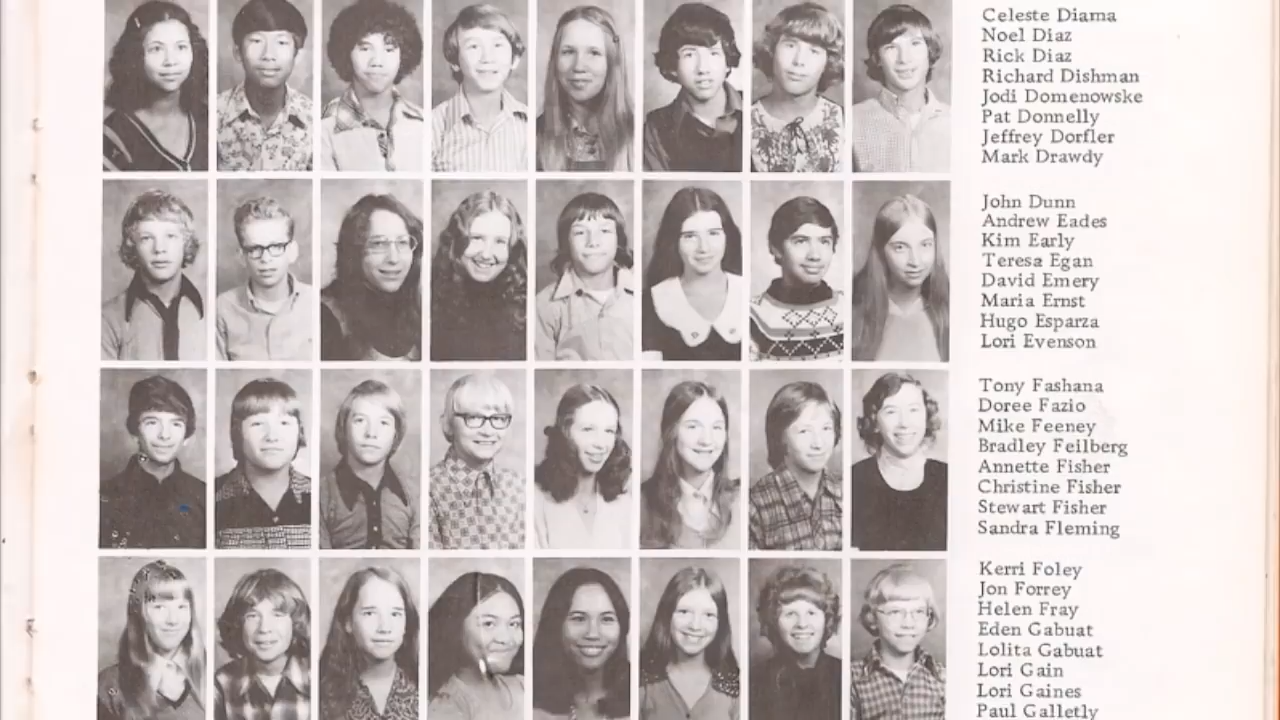 Celeste Diama
Noel Diaz
Rick Diaz
Richard Dishman
Jodi Domenowske
Pat Donnelly
Jeffrey Dorfler
Mark Drawdy
John Dunn
Andrew Eades
Kim Early
Teresa Egan
David Emery
Maria Ernst
Hugo Esparza
Lori Evenson
Tony Fashana
Doree Fazio
Mike Feeney
Bradley Feilberg
Annette Fisher
Christine Fisher
Stewart Fisher
Sandra Fleming
Kerri Foley
Jon Forrey
Helen Fray
Eden Gabuat
Lolita Gabuat
Lori Gain
Lori Gaines
Paul Galletly